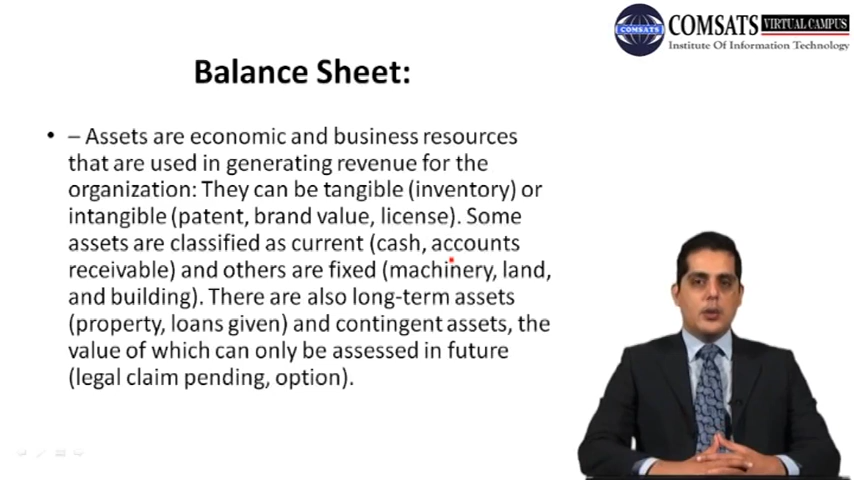 COMSATS
COMSATS VIRTUAL CAMPUS
Institute Of Information Technology
Balance Sheet:
• – Assets are economic and business resources
that are used in generating revenue for the
organization: They can be tangible (inventory) or
intangible (patent, brand value, license). Some
assets are classified as current (cash, accounts
receivable) and others are fixed (machinery, land,
and building). There are also long-term assets
(property, loans given) and contingent assets, the
value of which can only be assessed in future
(legal claim pending, option).